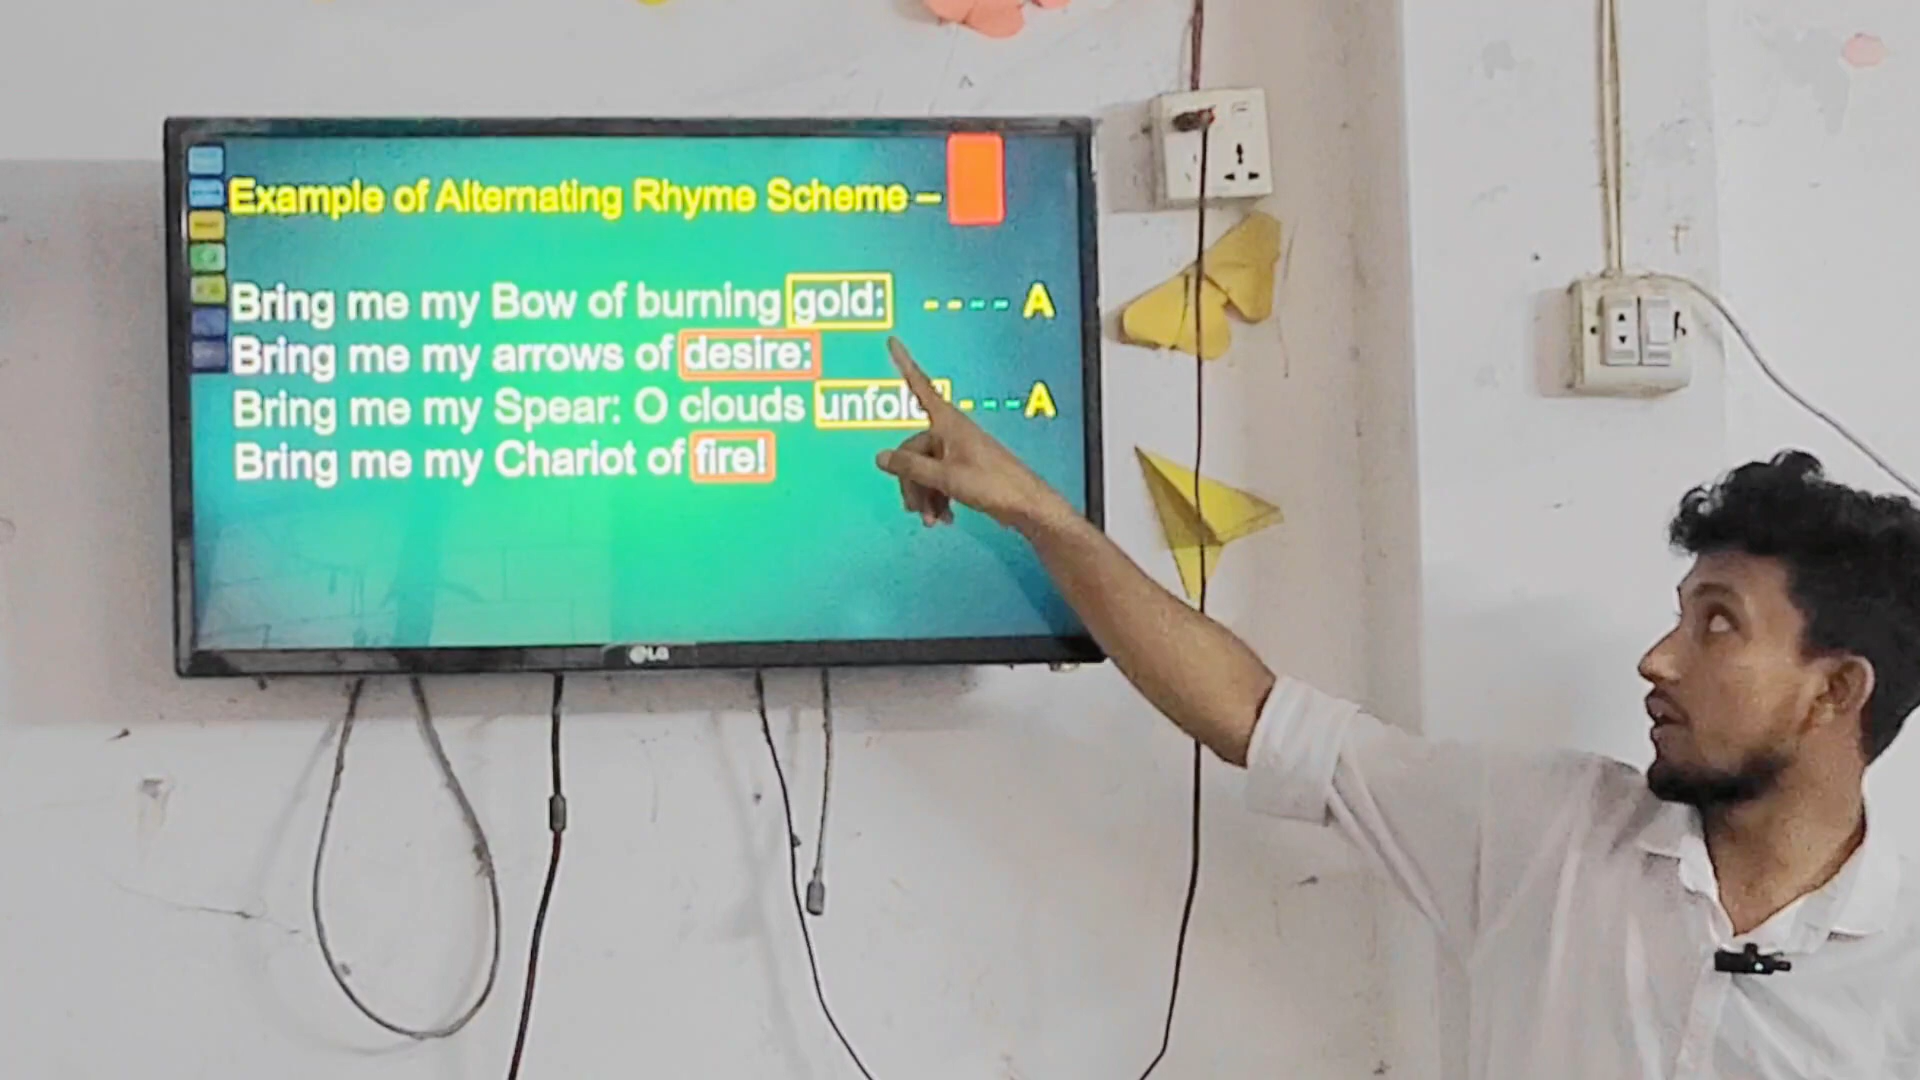 Example of Alternating Rhyme Scheme –
Bring me my Bow of burning gold: ---- A
Bring me my arrows of desire:
Bring me my Spear: O clouds unfold! --- A
Bring me my Chariot of fire!
LG